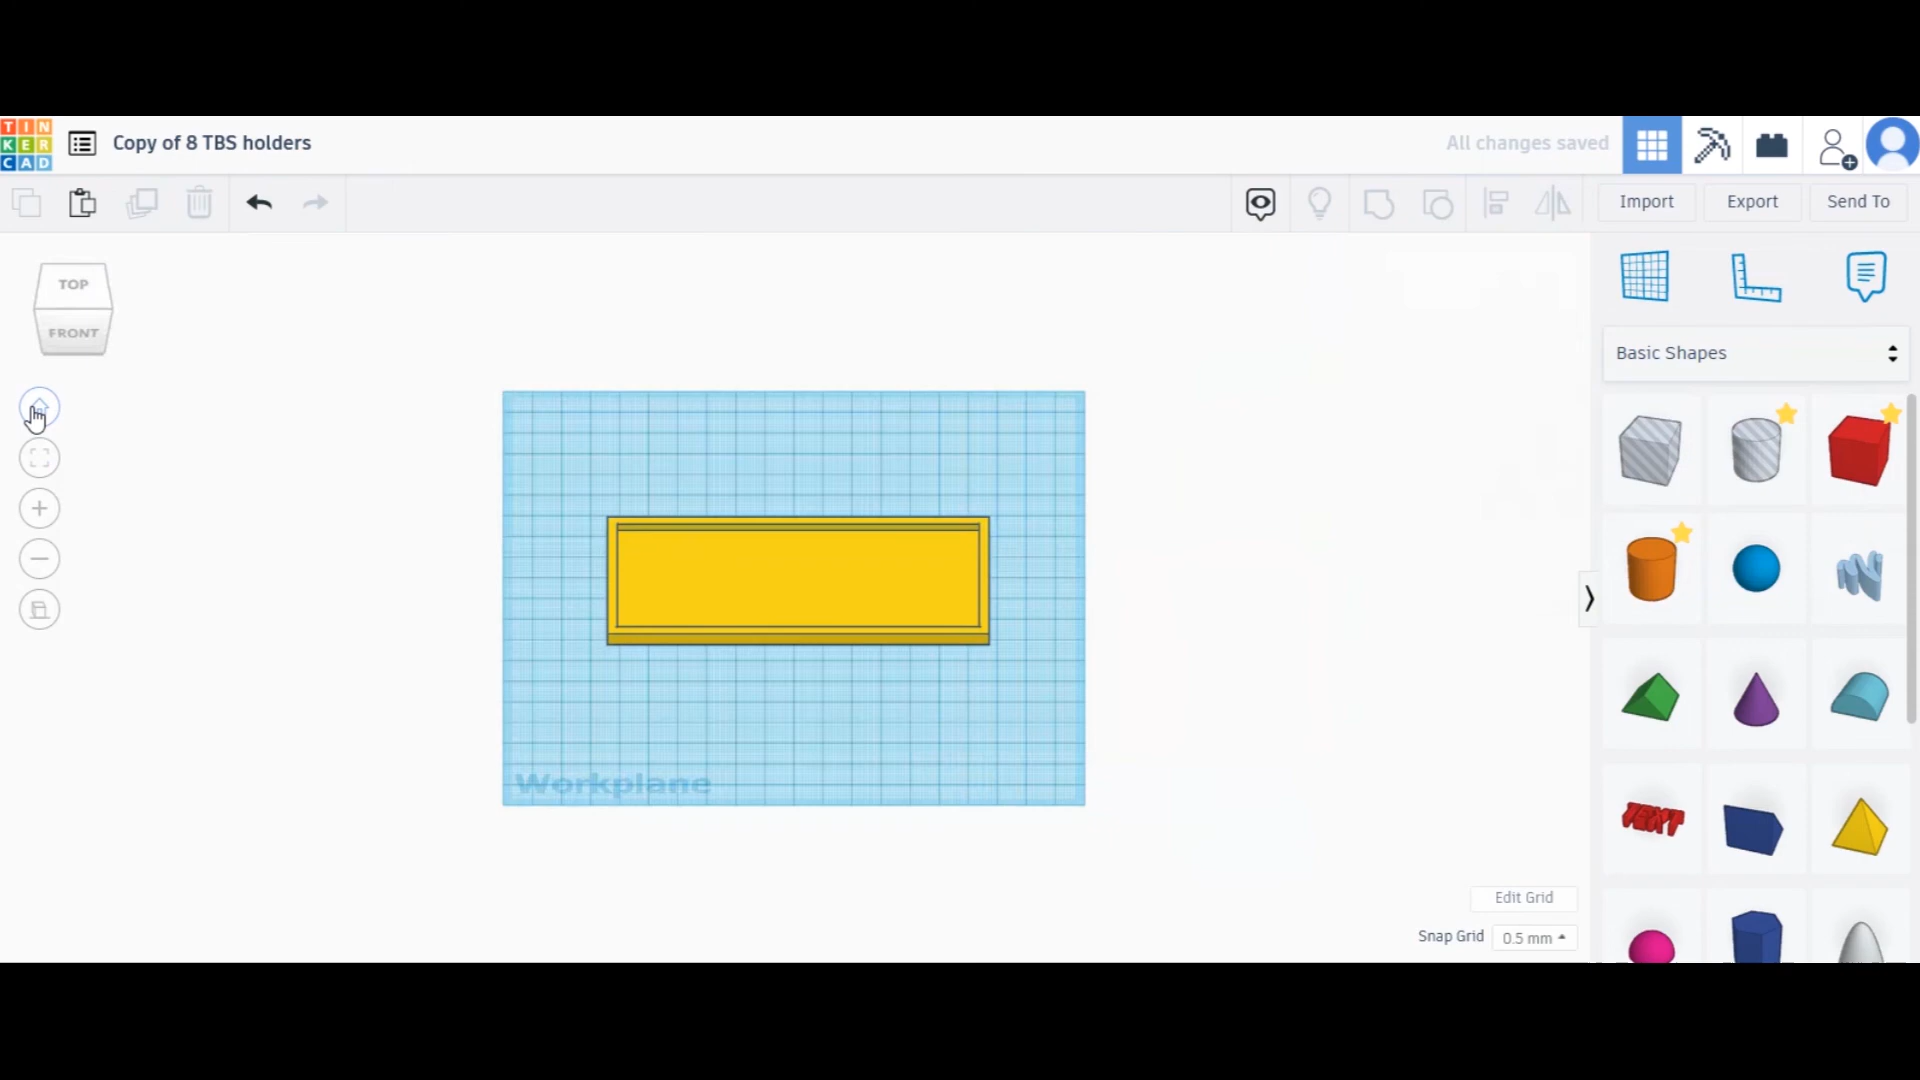 TIN
KER
CAD
Copy of 8 TBS holders
All changes saved
Import
Export
Send To
TOP
FRONT
Basic Shapes
TEXT
Workplane
Edit Grid
Snap Grid
0.5 mm